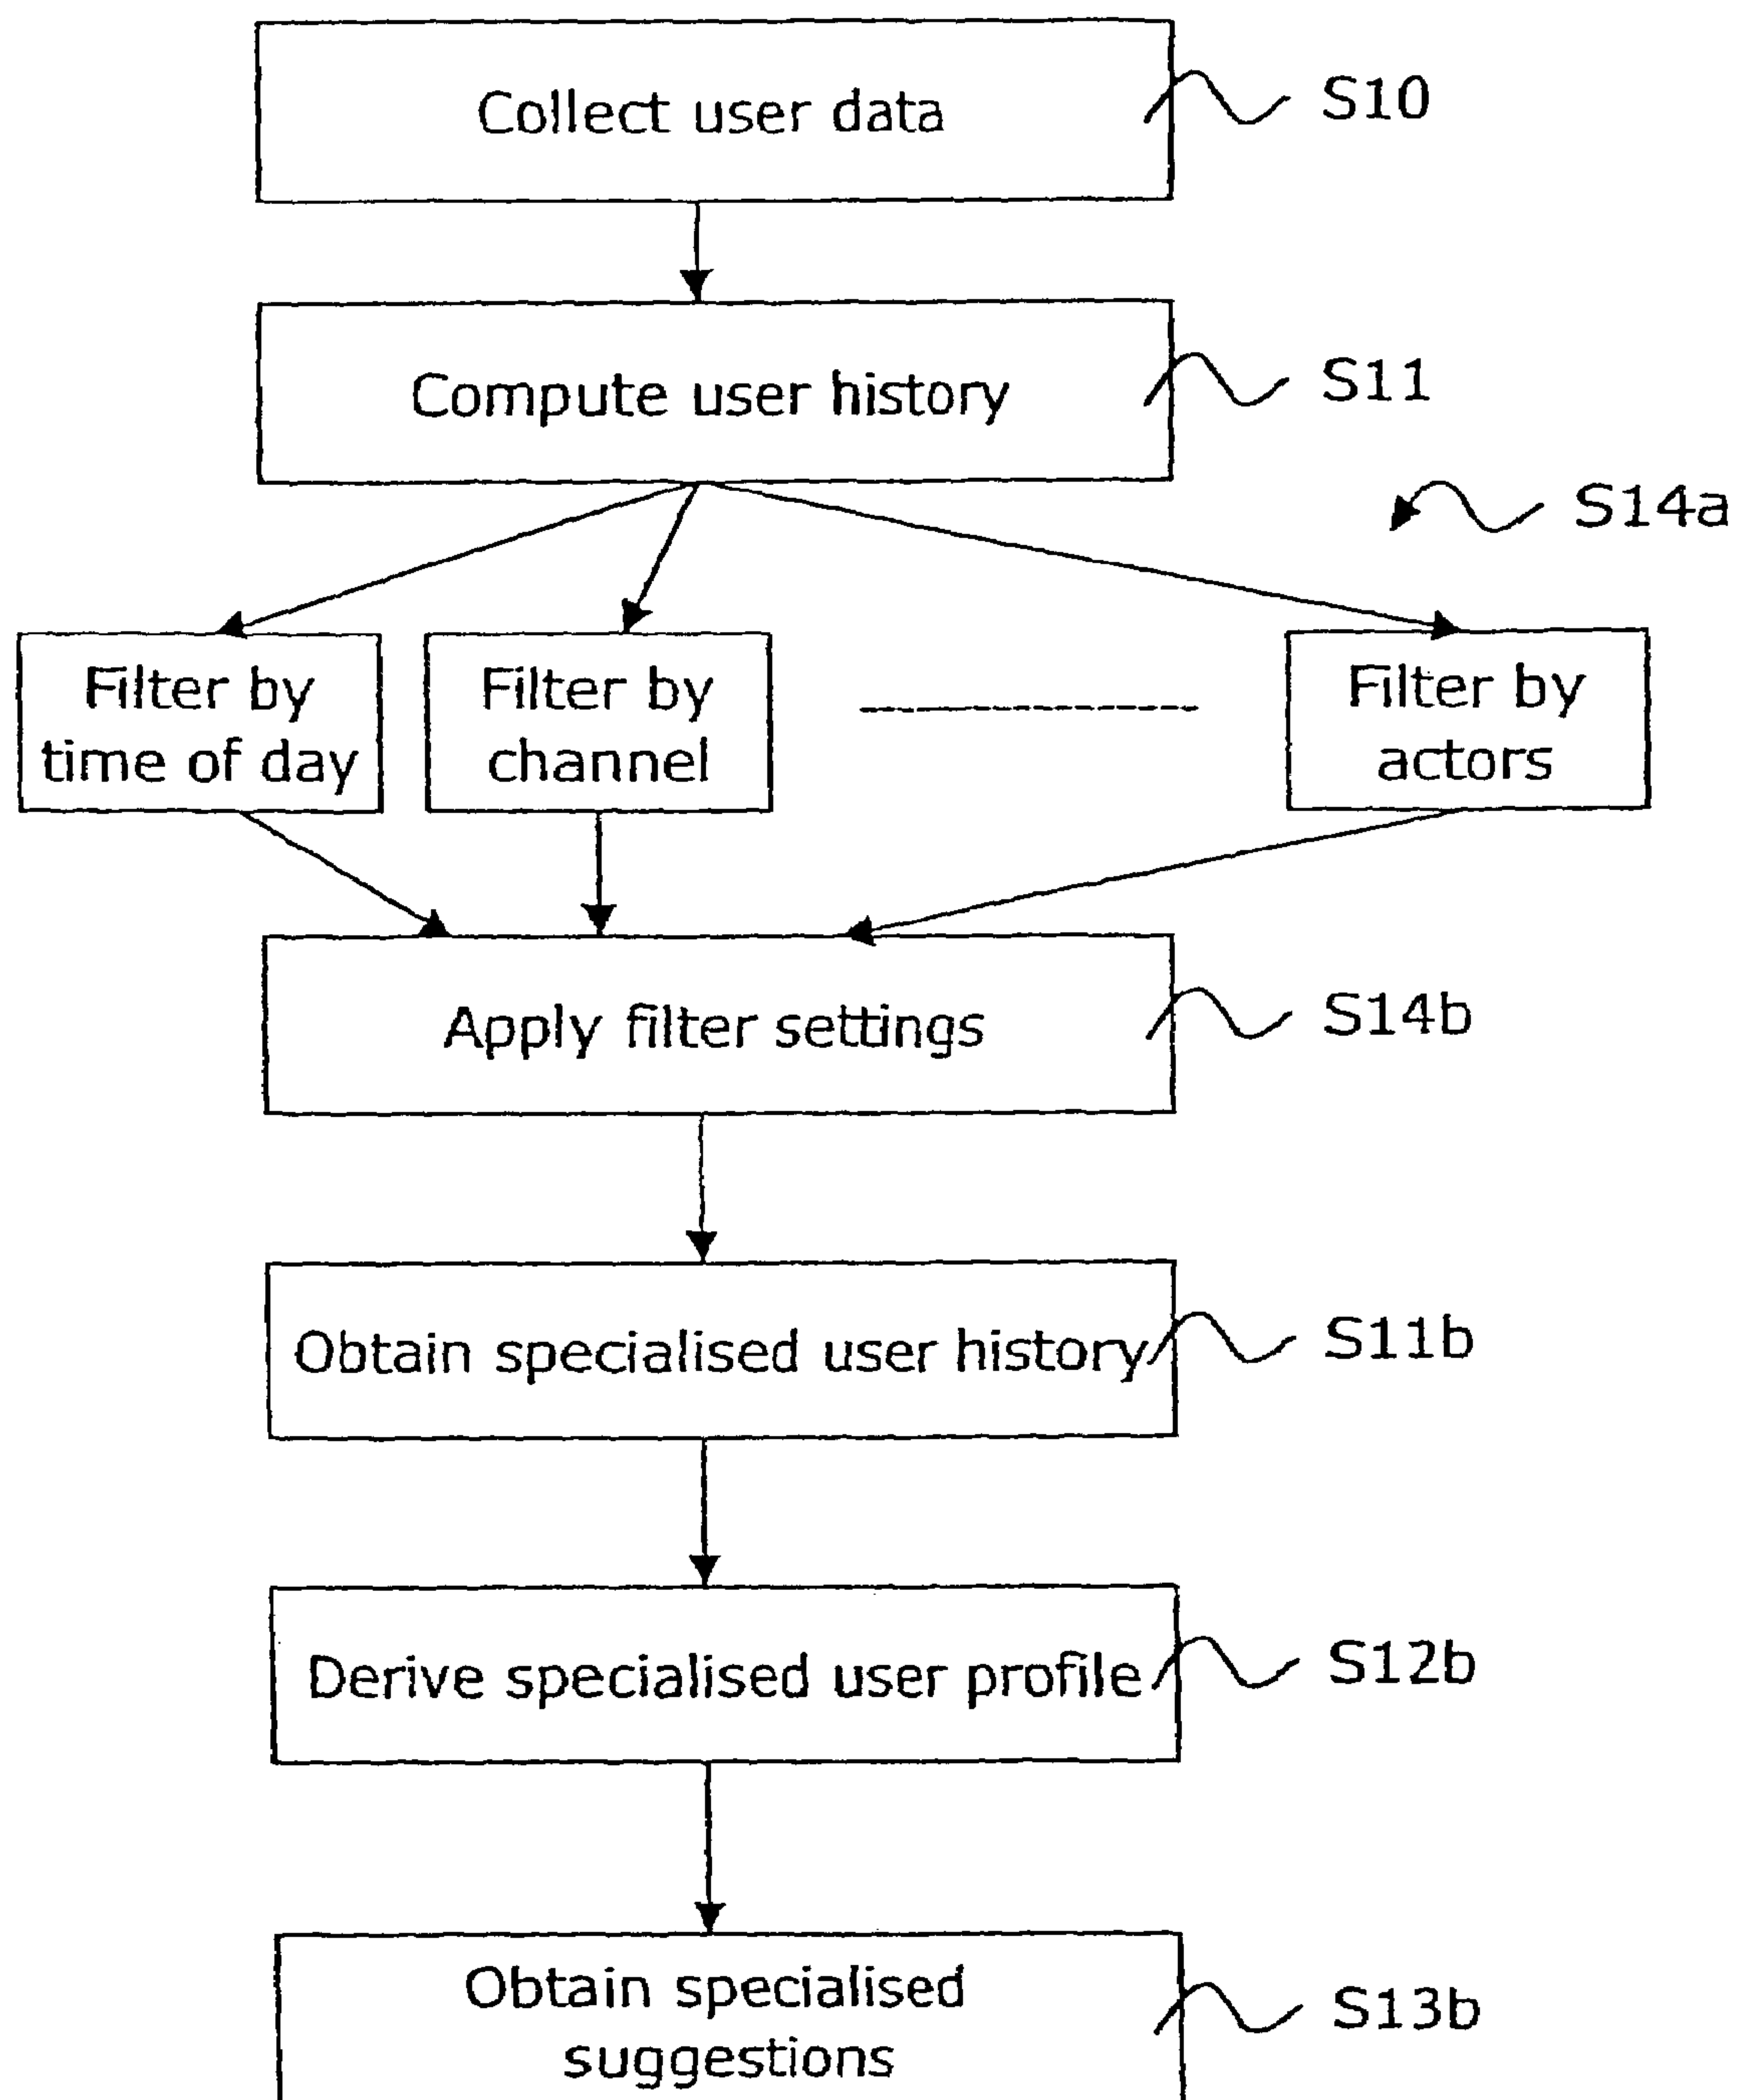 Collect user data
S10
Compute user history
S11
S14a
Filter by
time of day
Filter by
channel
Filter by
actors
Apply filter settings
S14b
Obtain specialised user history
S11b
Derive specialised user profile
S12b
Obtain specialised
suggestions
S13b